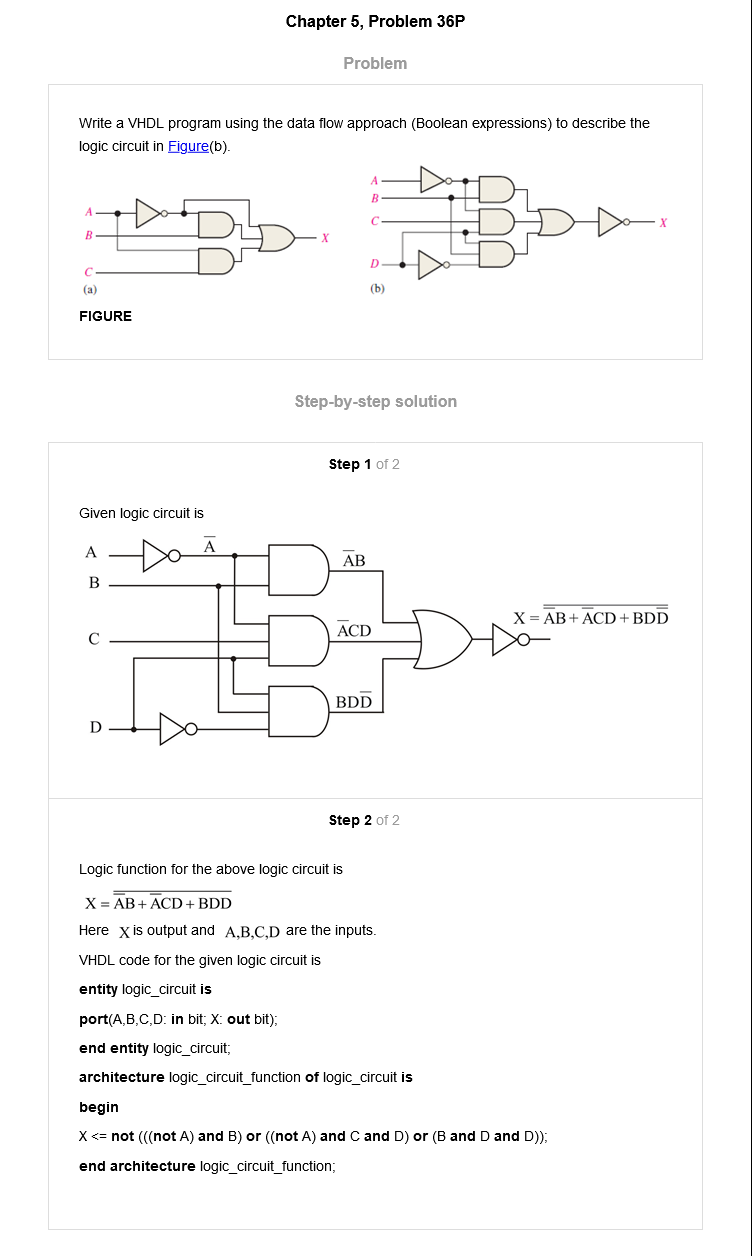 Chapter 5, Problem 36P
Problem
Write a VHDL program using the data flow approach (Boolean expressions) to describe the
logic circuit in Figure(b).
A
B
C
X
(a)
A
B
C
D
X
(b)
FIGURE
Step-by-step solution
Step 1 of 2
Given logic circuit is
A
A̅
B
C
D
A̅B
A̅CD
BDD̅
X = \overline{\overline{\overline{A}B + \overline{A}CD + BD\overline{D}}}
Step 2 of 2
Logic function for the above logic circuit is
X = \overline{\overline{\overline{A}B + \overline{A}CD + BDD}}
Here X is output and A,B,C,D are the inputs.
VHDL code for the given logic circuit is
entity logic_circuit is
port(A,B,C,D: in bit; X: out bit);
end entity logic_circuit;
architecture logic_circuit_function of logic_circuit is
begin
X <= not (((not A) and B) or ((not A) and C and D) or (B and D and D));
end architecture logic_circuit_function;